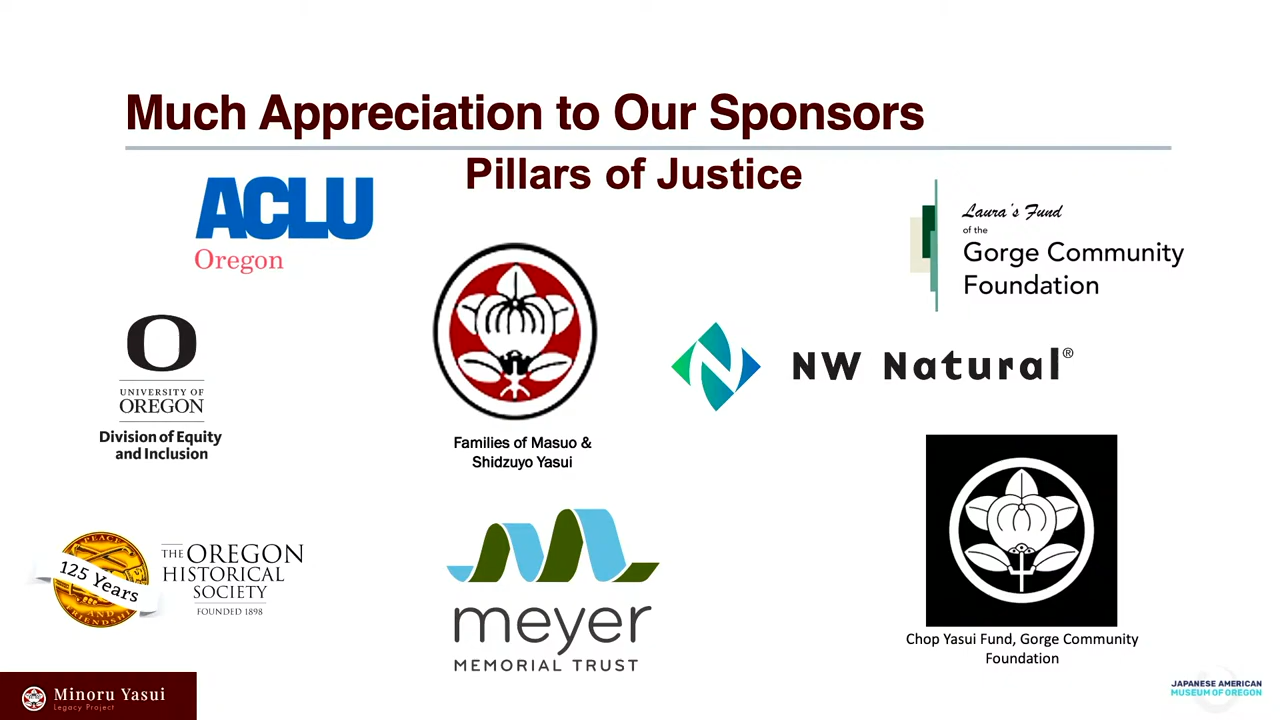 Much Appreciation to Our Sponsors
Pillars of Justice
ACLU
Oregon
Laura's Fund
of the
Gorge Community
Foundation
O
UNIVERSITY OF
OREGON
Division of Equity
and Inclusion
Families of Masuo &
Shidzuyo Yasui
NW Natural®
PEACE
125 Years
AND
FRIENDSHIP
THE OREGON
HISTORICAL
SOCIETY
FOUNDED 1898
meyer
MEMORIAL TRUST
Chop Yasui Fund, Gorge Community
Foundation
Minoru Yasui
Legacy Project
JAPANESE AMERICAN
MUSEUM OF OREGON